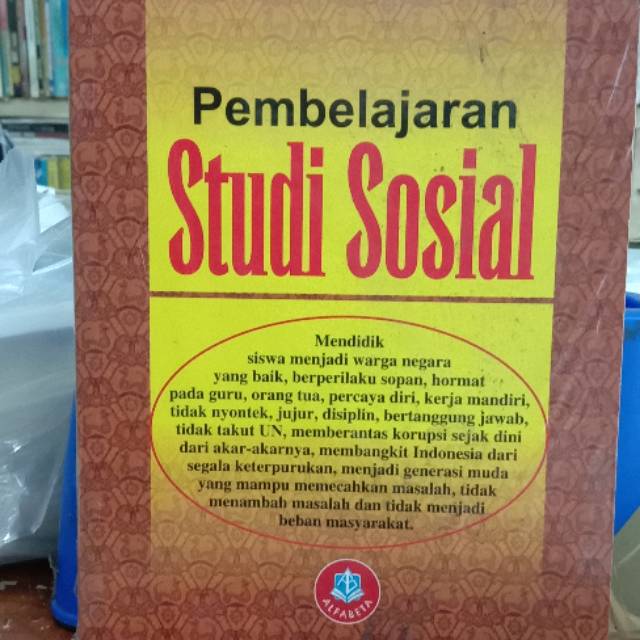 Pembelajaran
Studi Sosial
Mendidik
siswa menjadi warga negara
yang baik, berperilaku sopan, hormat
pada guru, orang tua, percaya diri, kerja mandiri,
tidak nyontek, jujur, disiplin, bertanggung jawab,
tidak takut UN, memberantas korupsi sejak dini
dari akar-akarnya, membangkit Indonesia dari
segala keterpurukan, menjadi generasi muda
yang mampu memecahkan masalah, tidak
menambah masalah dan tidak menjadi
beban masyarakat.
ALFABETA